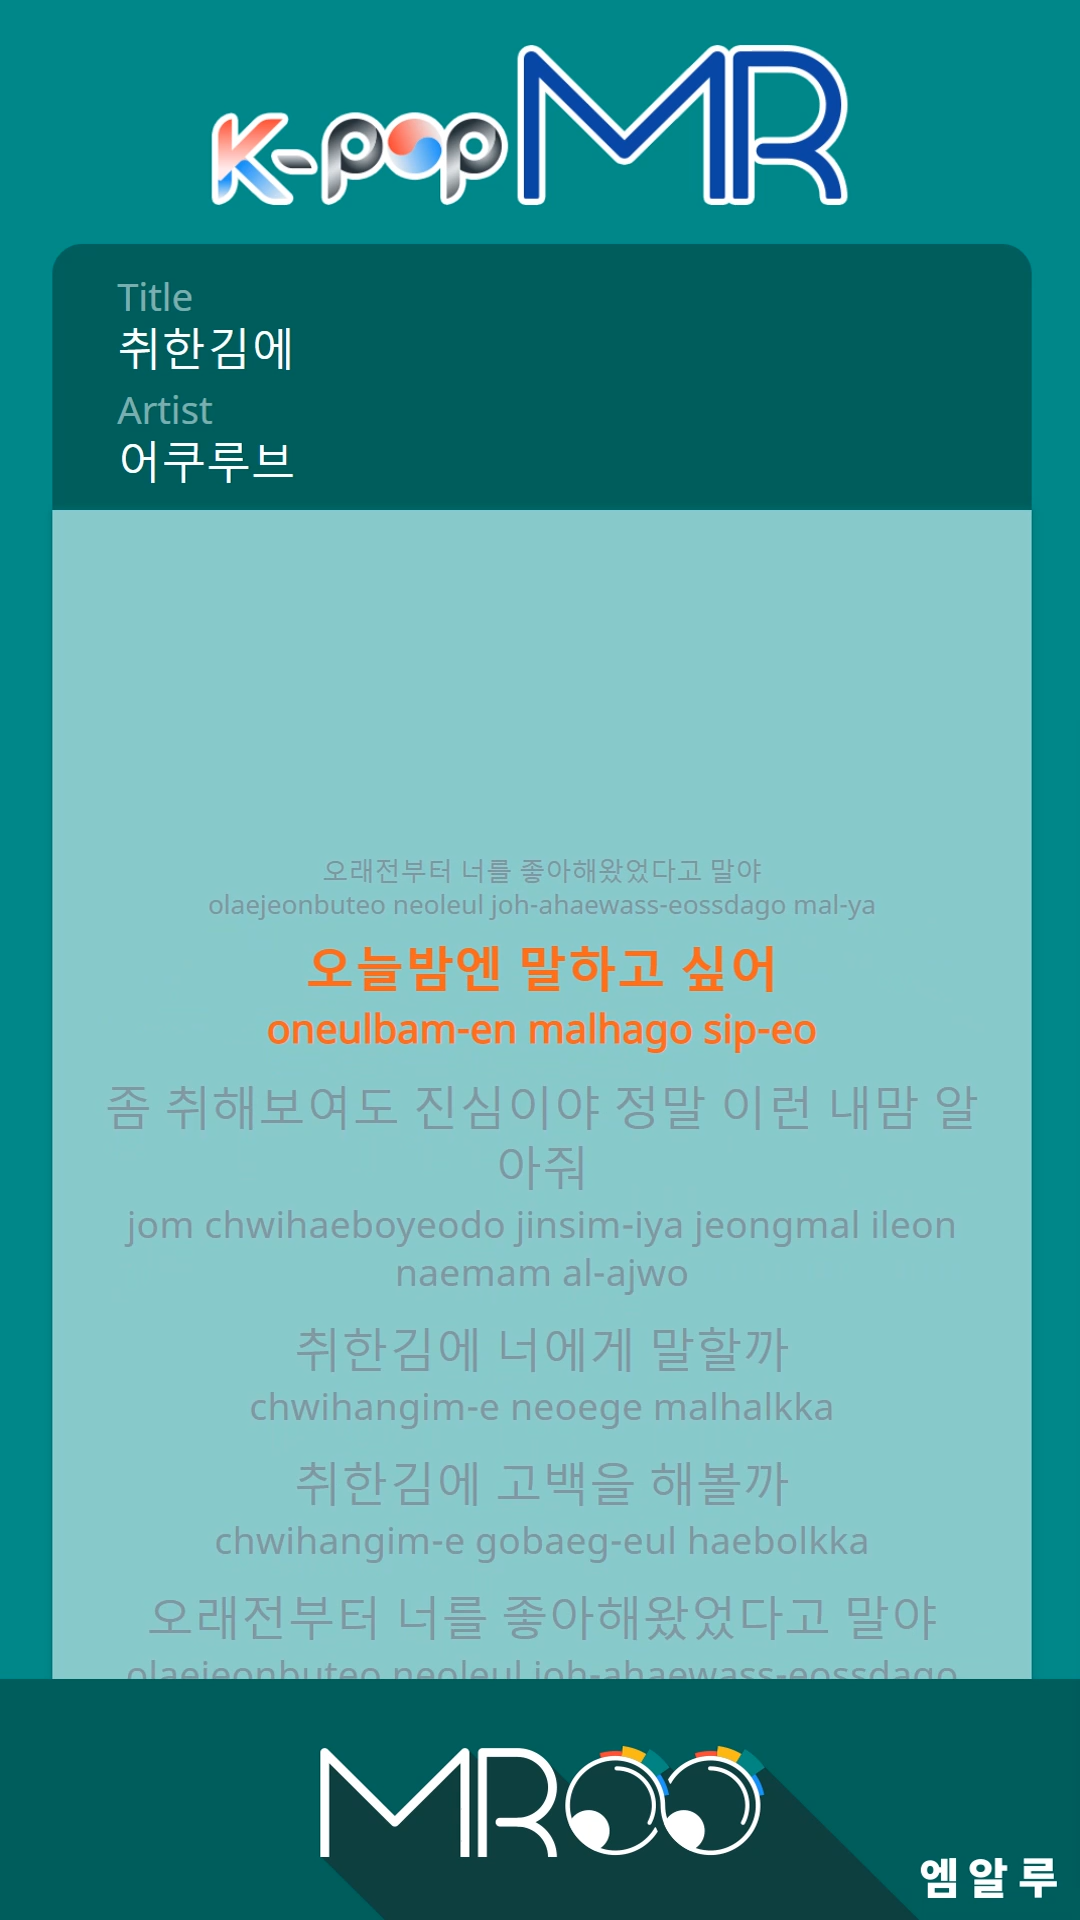 K-pop MR
Title
취한김에
Artist
어쿠루브
오래전부터 너를 좋아해왔었다고 말야
olaejeonbuteo neoleul joh-ahaewass-eossdago mal-ya
오늘밤엔 말하고 싶어
oneulbam-en malhago sip-eo
좀 취해보여도 진심이야 정말 이런 내맘 알
아줘
jom chwihaeboyeodo jinsim-iya jeongmal ileon
naemam al-ajwo
취한김에 너에게 말할까
chwihangim-e neoege malhalkka
취한김에 고백을 해볼까
chwihangim-e gobaeg-eul haebolkka
오래전부터 너를 좋아해왔었다고 말야
olaejeonbuteo neoleul joh-ahaewass-eossdago
MROO
엠알루